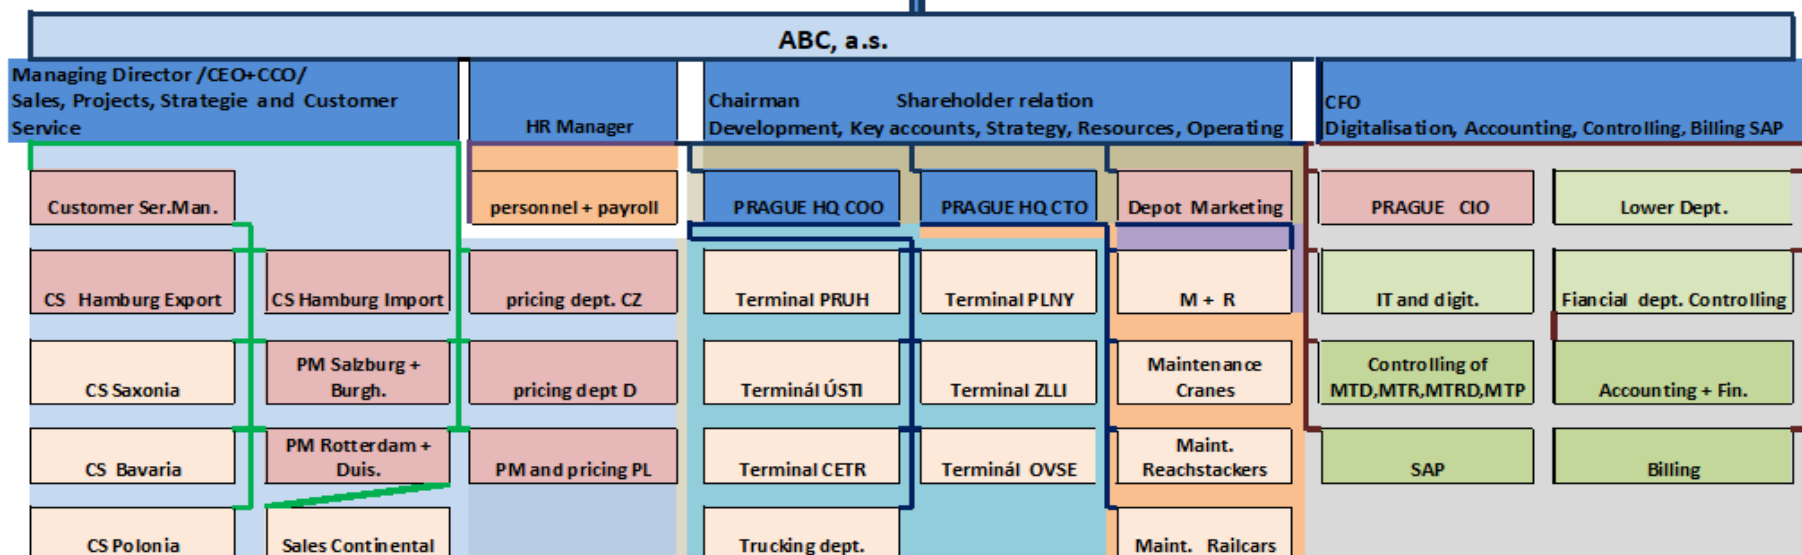 ABC, a.s.
Managing Director /CEO+CCO/
Sales, Projects, Strategie and Customer
Service
HR Manager
Chairman Shareholder relation
Development, Key accounts, Strategy, Resources, Operating
CFO
Digitalisation, Accounting, Controlling, Billing SAP
Customer Ser.Man.
personnel + payroll
PRAGUE HQ COO
PRAGUE HQ CTO
Depot Marketing
PRAGUE CIO
Lower Dept.
CS Hamburg Export
CS Hamburg Import
pricing dept. CZ
Terminal PRUH
Terminal PLNY
M + R
IT and digit.
Fiancial dept. Controlling
CS Saxonia
PM Salzburg +
Burgh.
pricing dept D
Terminál ÚSTI
Terminal ZLLI
Maintenance
Cranes
Controlling of
MTD,MTR,MTRD,MTP
Accounting + Fin.
CS Bavaria
PM Rotterdam +
Duis.
PM and pricing PL
Terminal CETR
Terminál OVSE
Maint.
Reachstackers
SAP
Billing
CS Polonia
Sales Continental
Trucking dept.
Maint. Railcars